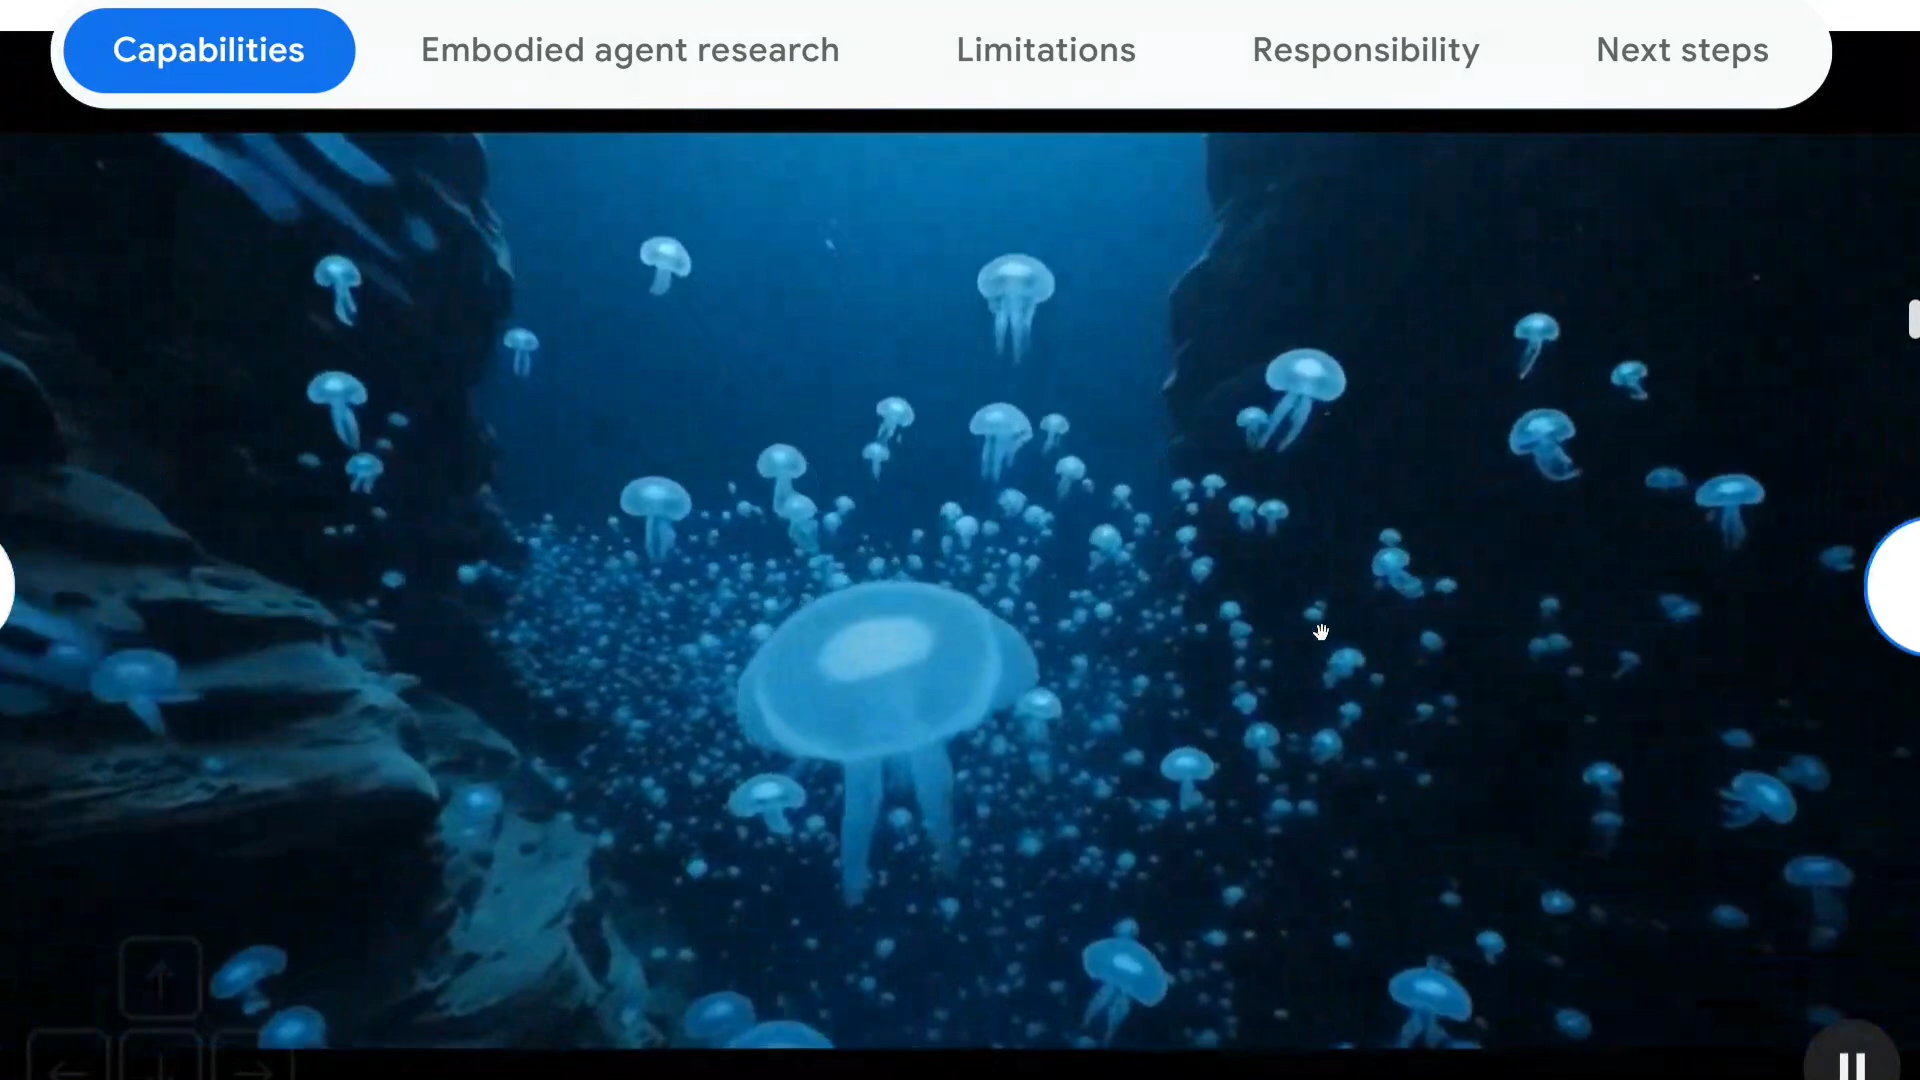 Capabilities
Embodied agent research
Limitations
Responsibility
Next steps